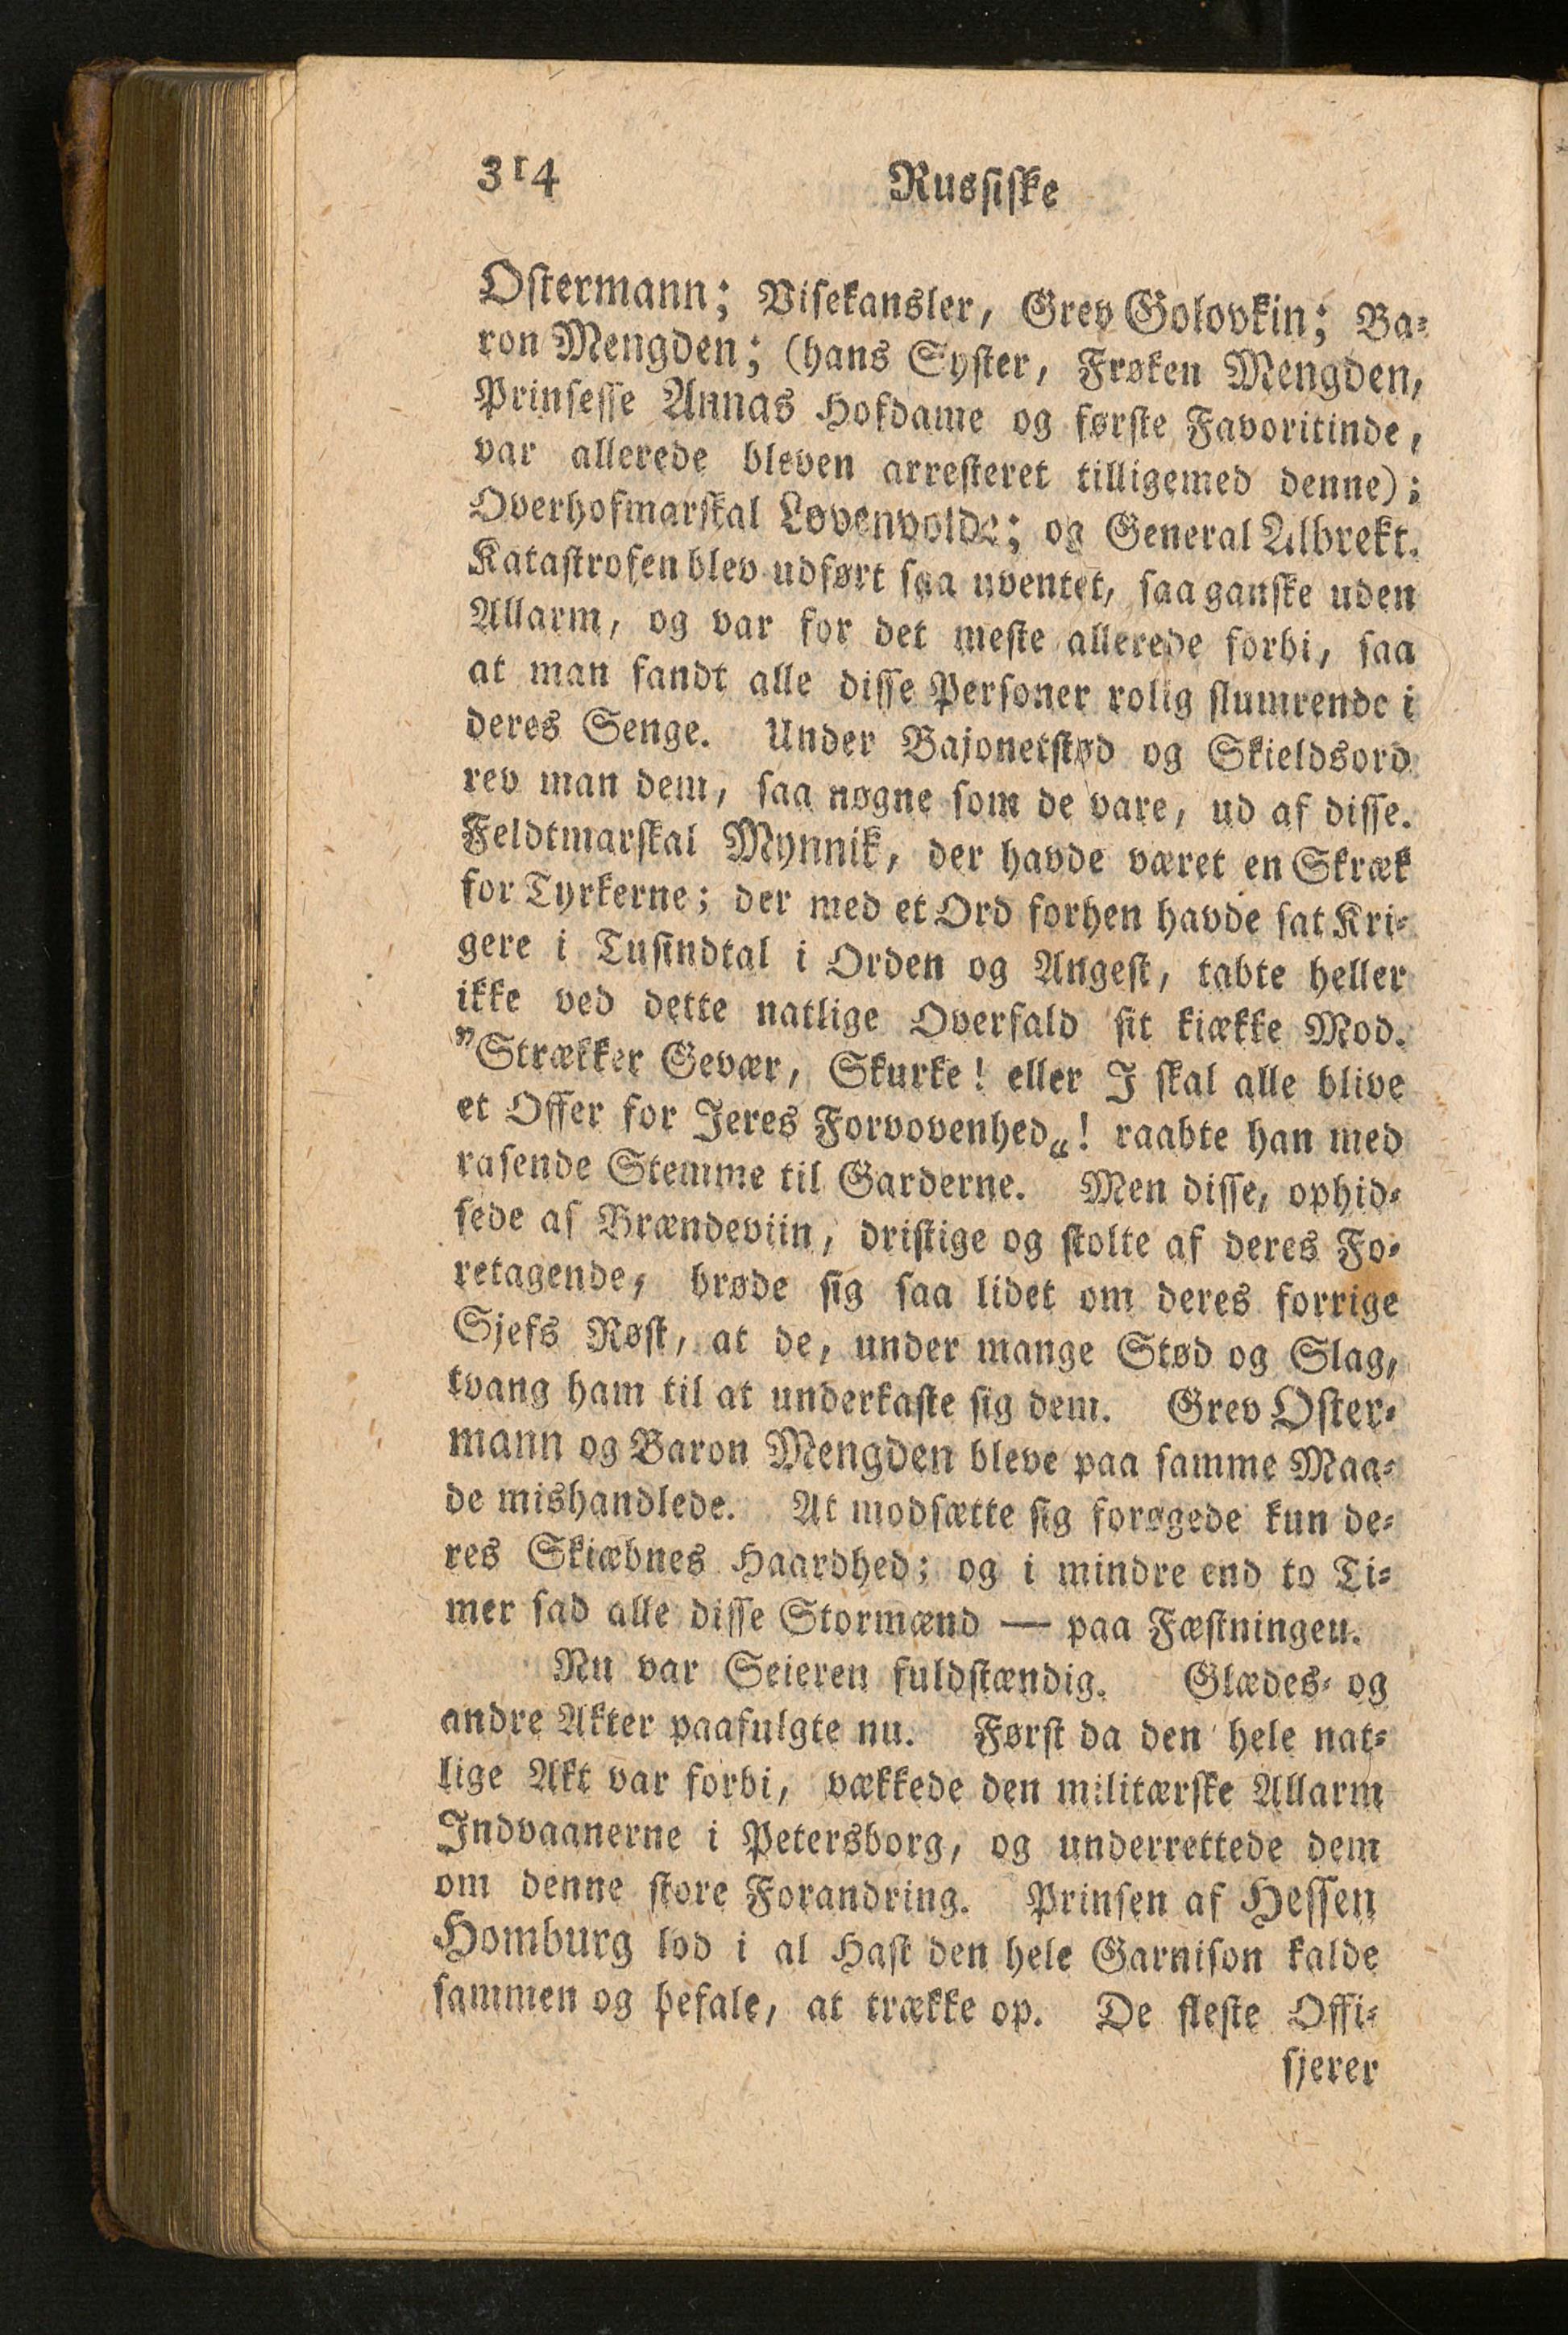 314 Russiske
Ostermann; Visekansler, Grev Golovkin; Ba-
ron Mengden; (hans Syster, Frøken Mengden,
Prinsesse Annas Hofdame og første Favoritinde,
var allerede bleven arresteret tilligemed denne);
Overhofmarskal Løvenvolde; og General Albrekt.
Katastrofen blev udført saa uventet, saa ganske uden
Allarm, og var for det meste allerede forbi, saa
at man fandt alle disse Personer rolig slumrende i
deres Senge. Under Bajonetstød og Skieldsord
rev man dem, saa nøgne som de vare, ud af disse.
Feldtmarskal Mynnik, der havde været en Skræk
for Tyrkerne; der med et Ord forhen havde sat Kri-
gere i Tusindtal i Orden og Angest, tabte heller
ikke ved dette natlige Overfald sit kiække Mod.
"Strækker Gevær, Skurke! eller I skal alle blive
et Offer for Jeres Forvovenhed„! raabte han med
rasende Stemme til Garderne. Men disse, ophid-
sede af Brændeviin, dristige og stolte af deres Fo-
retagende, brøde sig saa lidet om deres forrige
Sjefs Røst, at de, under mange Stød og Slag,
tvang ham til at underkaste sig dem. Grev Oster-
mann og Baron Mengden bleve paa samme Maa-
de mishandlede. At modsætte sig forøgede kun de-
res Skiæbnes Haardhed; og i mindre end to Ti-
mer sad alle disse Stormænd — paa Fæstningen.
Nu var Seieren fuldstændig. Glædes- og
andre Akter paafulgte nu. Først da den hele nat-
lige Akt var forbi, vækkede den militærske Allarm
Indvaanerne i Petersborg, og underrettede dem
om denne store Forandring. Prinsen af Hessen
Homburg lod i al Hast den hele Garnison kalde
sammen og befale, at trække op. De fleste Offi-
sjerer